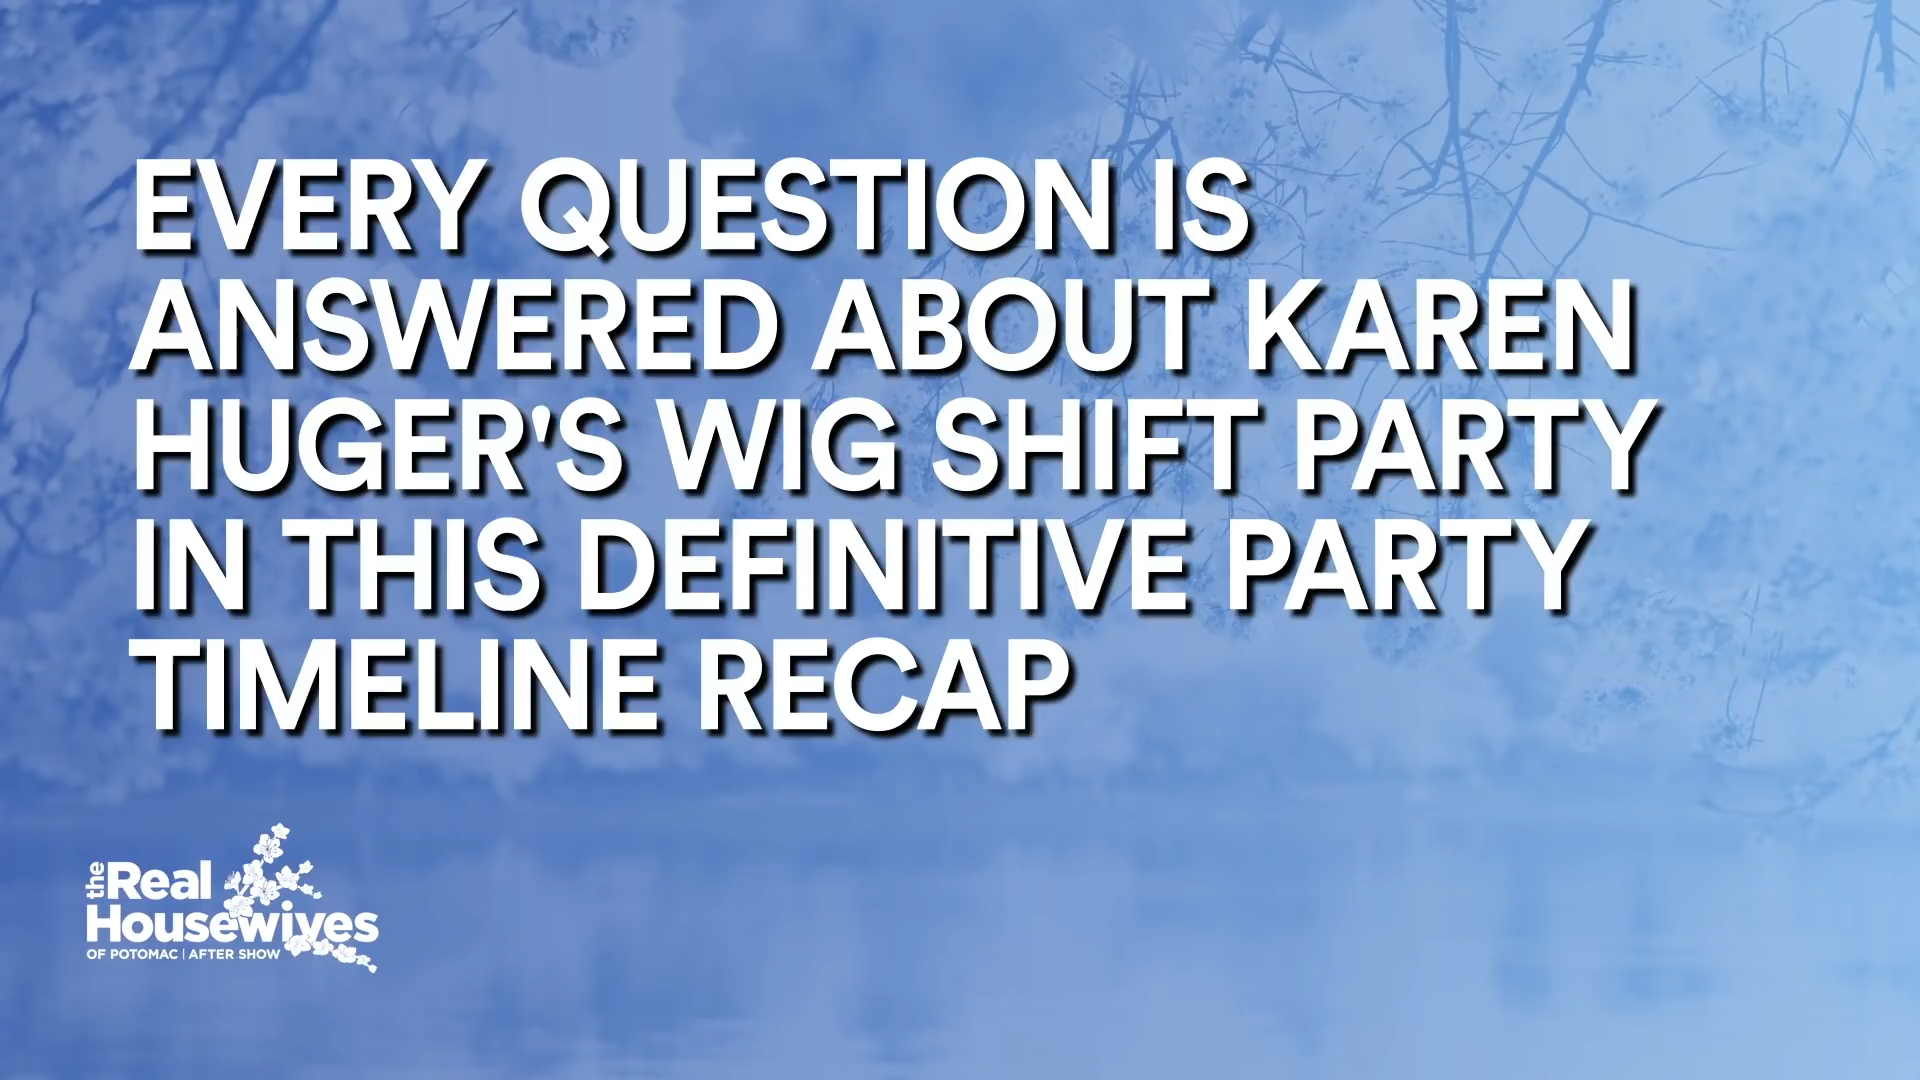 EVERY QUESTION IS
ANSWERED ABOUT KAREN
HUGER'S WIG SHIFT PARTY
IN THIS DEFINITIVE PARTY
TIMELINE RECAP
the Real
Housewives
OF POTOMAC | AFTER SHOW